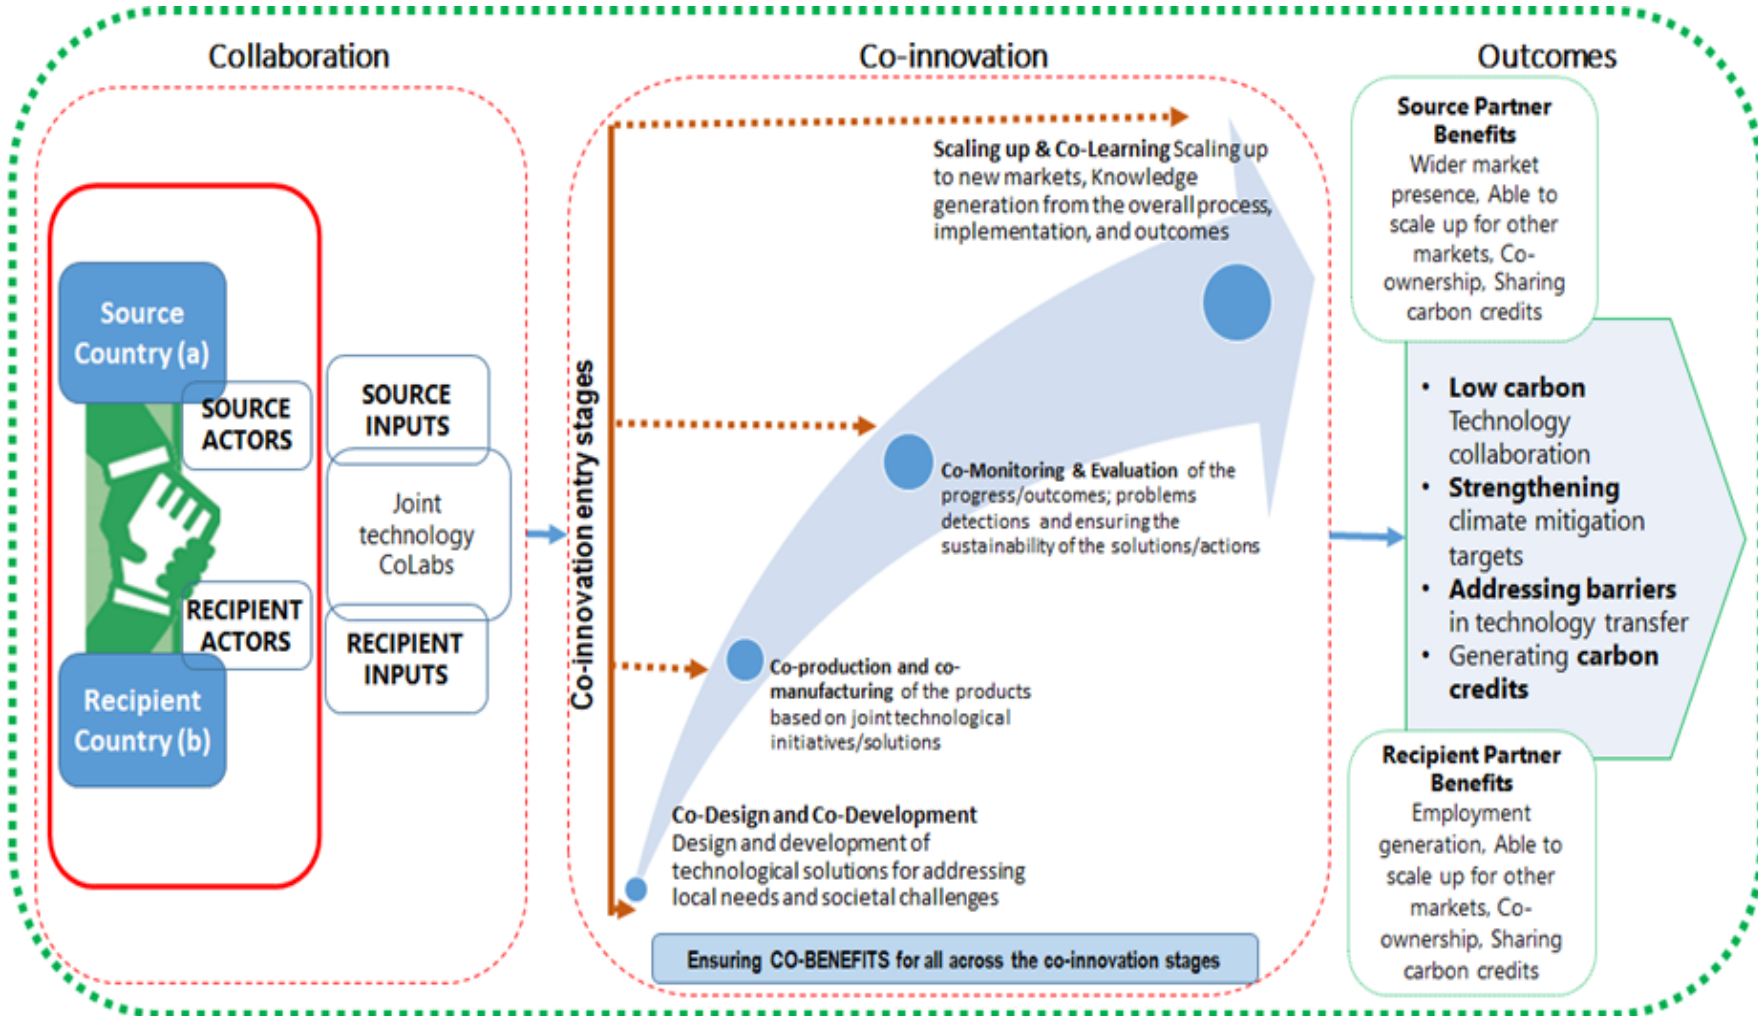 Collaboration
Source
Country (a)
SOURCE
ACTORS
SOURCE
INPUTS
Joint
technology
CoLabs
RECIPIENT
ACTORS
RECIPIENT
INPUTS
Recipient
Country (b)
Co-innovation
Co-innovation entry stages
Scaling up & Co-Learning Scaling up
to new markets, Knowledge
generation from the overall process,
implementation, and outcomes
Co-Monitoring & Evaluation of the
progress/outcomes; problems
detections and ensuring the
sustainability of the solutions/actions
Co-production and co-
manufacturing of the products
based on joint technological
initiatives/solutions
Co-Design and Co-Development
Design and development of
technological solutions for addressing
local needs and societal challenges
Ensuring CO-BENEFITS for all across the co-innovation stages
Outcomes
Source Partner
Benefits
Wider market
presence, Able to
scale up for other
markets, Co-
ownership, Sharing
carbon credits
• Low carbon
Technology
collaboration
• Strengthening
climate mitigation
targets
• Addressing barriers
in technology transfer
• Generating carbon
credits
Recipient Partner
Benefits
Employment
generation, Able to
scale up for other
markets, Co-
ownership, Sharing
carbon credits